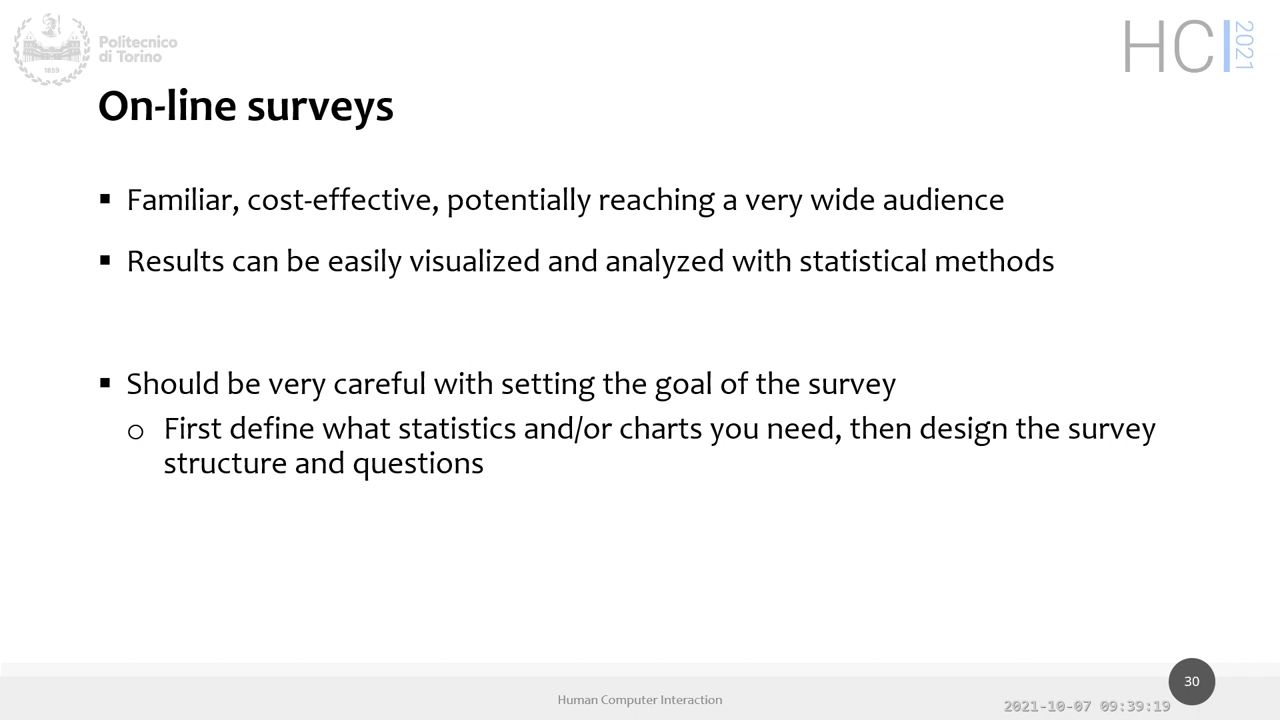 Politecnico
di Torino
1859
HCI 2021
On-line surveys
▪ Familiar, cost-effective, potentially reaching a very wide audience
▪ Results can be easily visualized and analyzed with statistical methods
▪ Should be very careful with setting the goal of the survey
o First define what statistics and/or charts you need, then design the survey
structure and questions
Human Computer Interaction
30
2021-10-07 09:39:19